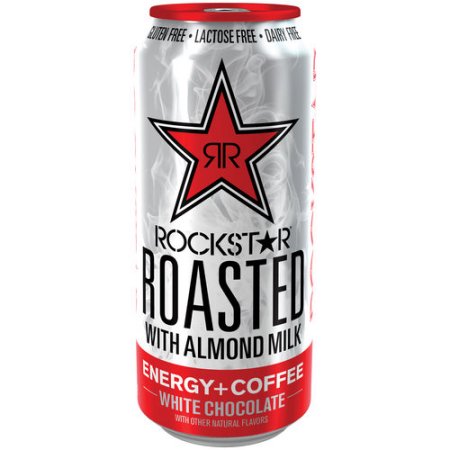 GLUTEN FREE • LACTOSE FREE • DAIRY FREE
RR
ROCKST★R
ROASTED
WITH ALMOND MILK
ENERGY+COFFEE
WHITE CHOCOLATE
WITH OTHER NATURAL FLAVORS